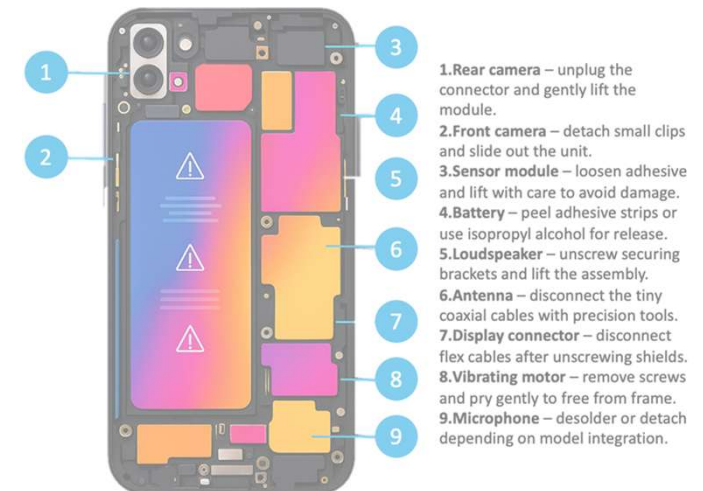 1
2
3
4
5
6
7
8
9
1.Rear camera – unplug the
connector and gently lift the
module.
2.Front camera – detach small clips
and slide out the unit.
3.Sensor module – loosen adhesive
and lift with care to avoid damage.
4.Battery – peel adhesive strips or
use isopropyl alcohol for release.
5.Loudspeaker – unscrew securing
brackets and lift the assembly.
6.Antenna – disconnect the tiny
coaxial cables with precision tools.
7.Display connector – disconnect
flex cables after unscrewing shields.
8.Vibrating motor – remove screws
and pry gently to free from frame.
9.Microphone – desolder or detach
depending on model integration.